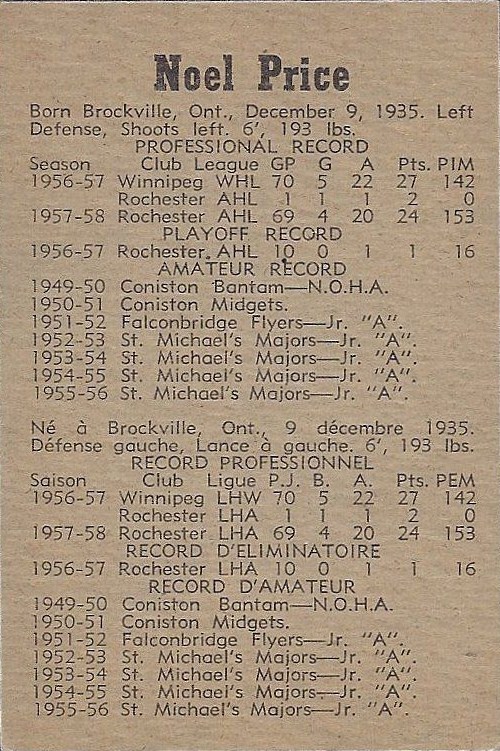 Noel Price
Born Brockville, Ont., December 9, 1935. Left
Defense, Shoots left. 6', 193 lbs.
PROFESSIONAL RECORD
Season Club League GP G A Pts. PIM
1956-57 Winnipeg WHL 70 5 22 27 142
Rochester AHL 1 1 1 2 0
1957-58 Rochester AHL 69 4 20 24 153
PLAYOFF RECORD
1956-57 Rochester AHL 10 0 1 1 16
AMATEUR RECORD
1949-50 Coniston Bantam—N.O.H.A.
1950-51 Coniston Midgets.
1951-52 Falconbridge Flyers—Jr. "A".
1952-53 St. Michael's Majors—Jr. "A".
1953-54 St. Michael's Majors—Jr. "A".
1954-55 St. Michael's Majors—Jr. "A".
1955-56 St. Michael's Majors—Jr. "A".
Né à Brockville, Ont., 9 décembre 1935.
Défense gauche, Lance à gauche. 6', 193 lbs.
RECORD PROFESSIONNEL
Saison Club Ligue P.J. B. A. Pts. PEM
1956-57 Winnipeg LHW 70 5 22 27 142
Rochester LHA 1 1 1 2 0
1957-58 Rochester LHA 69 4 20 24 153
RECORD D'ELIMINATOIRE
1956-57 Rochester LHA 10 0 1 1 16
RECORD D'AMATEUR
1949-50 Coniston Bantam—N.O.H.A.
1950-51 Coniston Midgets.
1951-52 Falconbridge Flyers—Jr. "A".
1952-53 St. Michael's Majors—Jr. "A".
1953-54 St. Michael's Majors—Jr. "A".
1954-55 St. Michael's Majors—Jr. "A".
1955-56 St. Michael's Majors—Jr. "A".